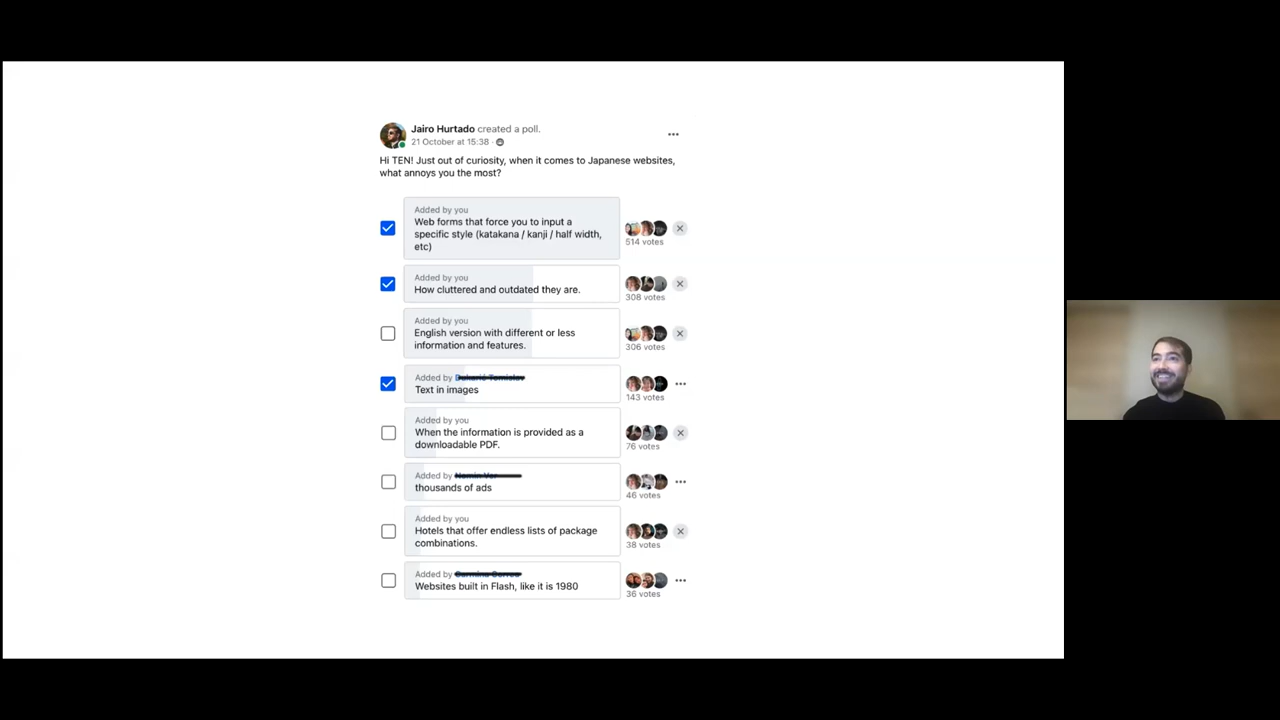 Jairo Hurtado created a poll.
21 October at 15:38 ·
Hi TEN! Just out of curiosity, when it comes to Japanese websites,
what annoys you the most?
Added by you
Web forms that force you to input a
specific style (katakana / kanji / half width,
etc)
514 votes
Added by you
How cluttered and outdated they are.
308 votes
Added by you
English version with different or less
information and features.
306 votes
Added by
Text in images
143 votes
Added by you
When the information is provided as a
downloadable PDF.
76 votes
Added by
thousands of ads
46 votes
Added by you
Hotels that offer endless lists of package
combinations.
38 votes
Added by
Websites built in Flash, like it is 1980
36 votes